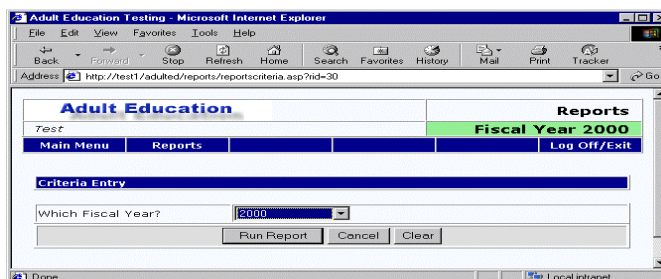 Adult Education Testing - Microsoft Internet Explorer
File Edit View Favorites Tools Help
Back Forward Stop Refresh Home Search Favorites History Mail Print Tracker
Address http://test1/adulted/reports/reportscriteria.asp?rid=30 Go
Adult Education Reports
Test Fiscal Year 2000
Main Menu Reports Log Off/Exit
Criteria Entry
Which Fiscal Year? 2000
Run Report Cancel Clear
Done Local intranet